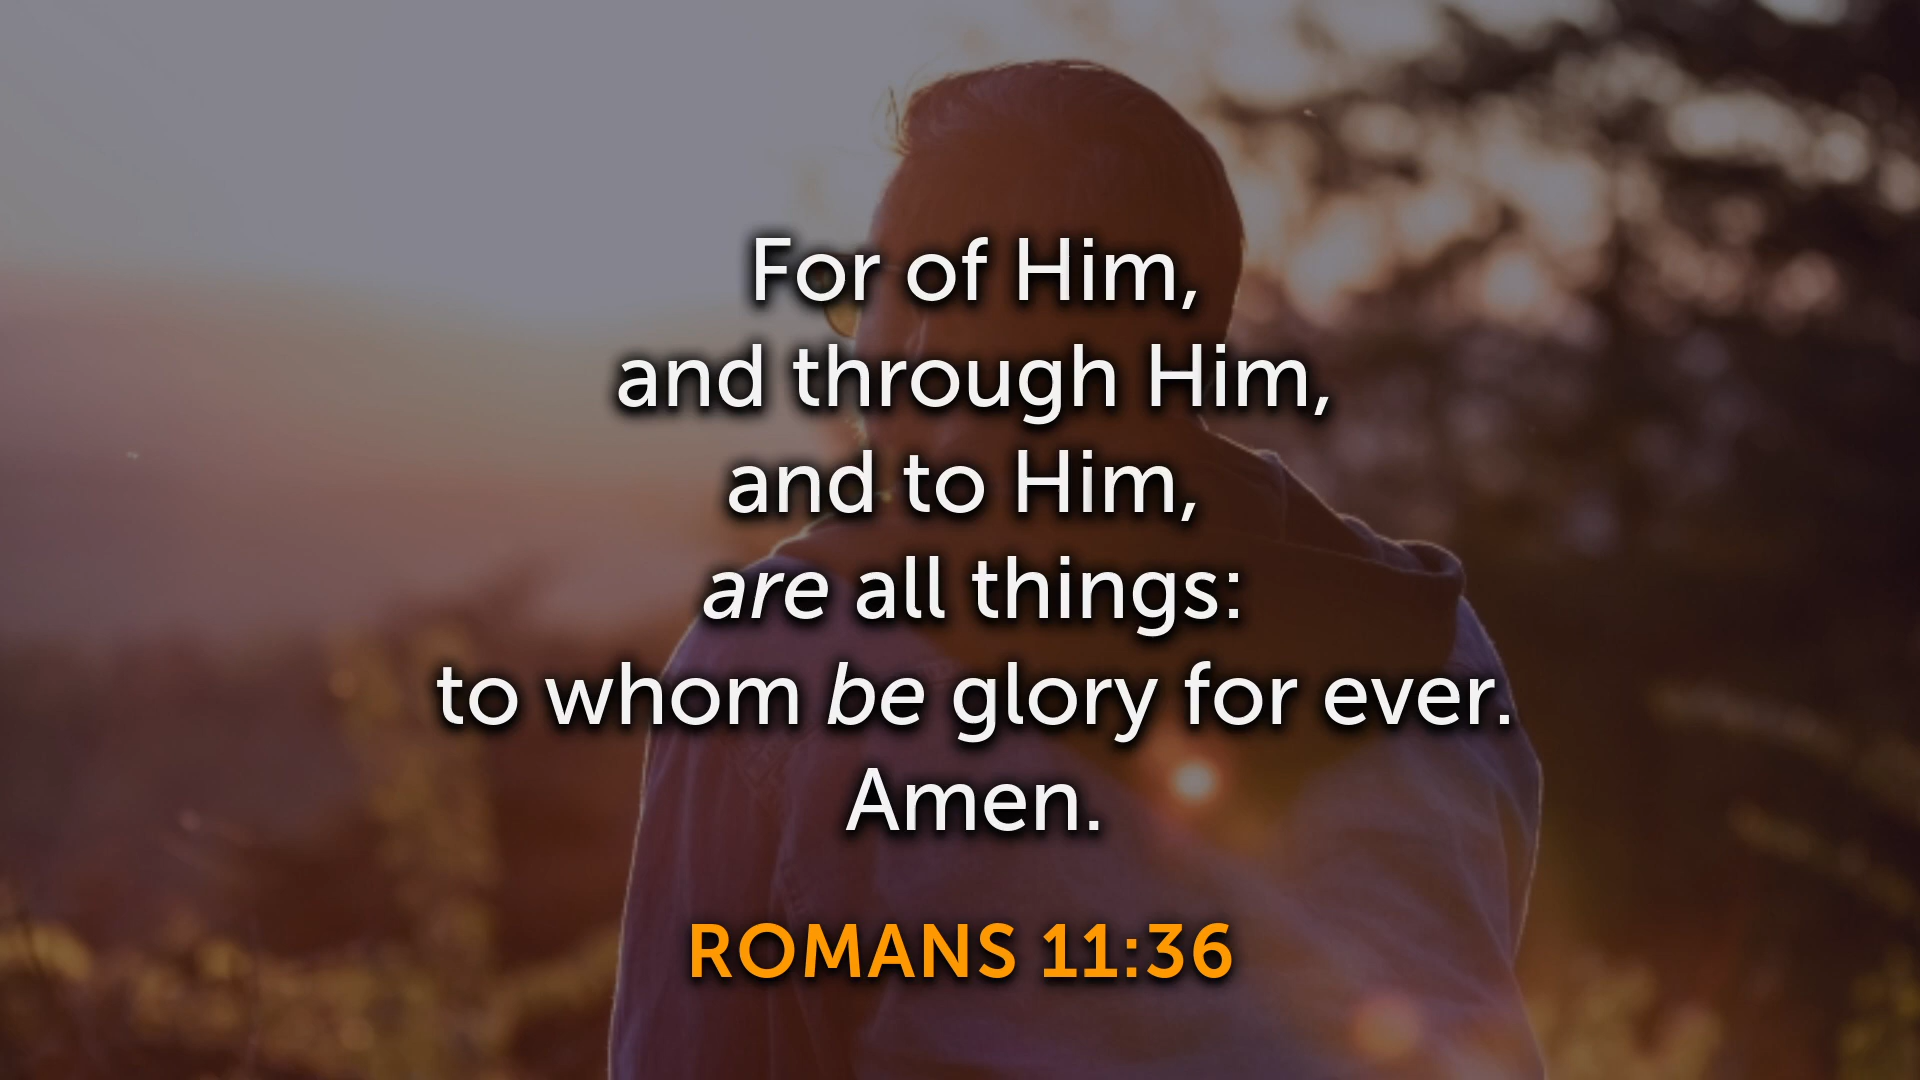 For of Him,
and through Him,
and to Him,
are all things:
to whom be glory for ever.
Amen.
ROMANS 11:36